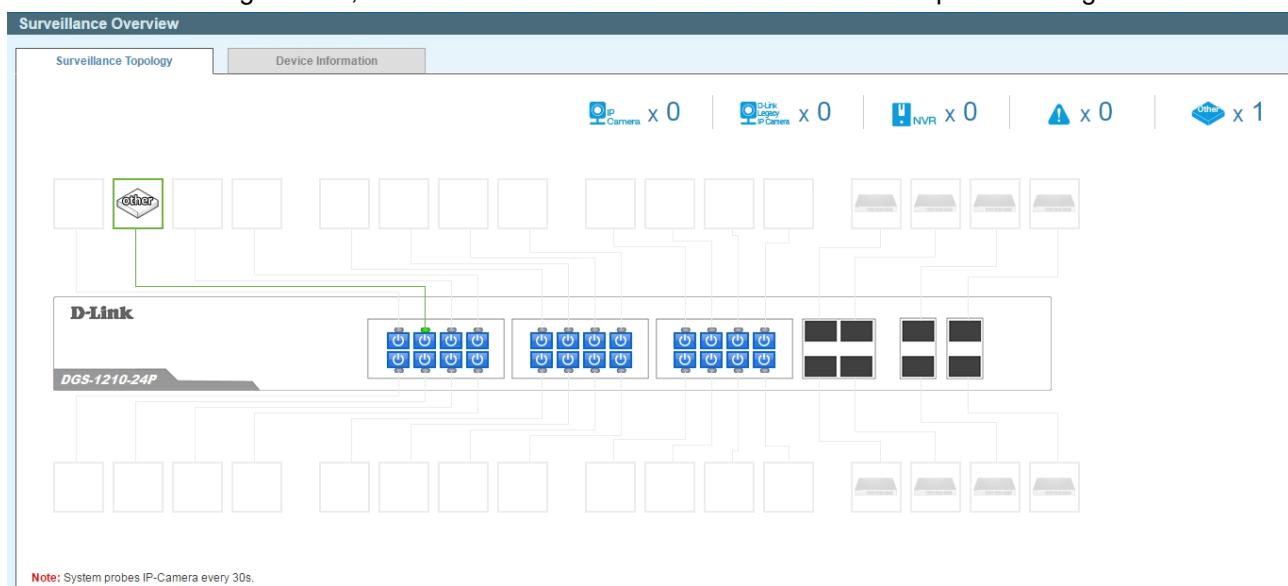 Surveillance Overview
Surveillance Topology
Device Information
IP Camera x 0
D-Link Legacy IP Camera x 0
NVR x 0
x 0
Other x 1
other
D-Link
DGS-1210-24P
Note: System probes IP-Camera every 30s.